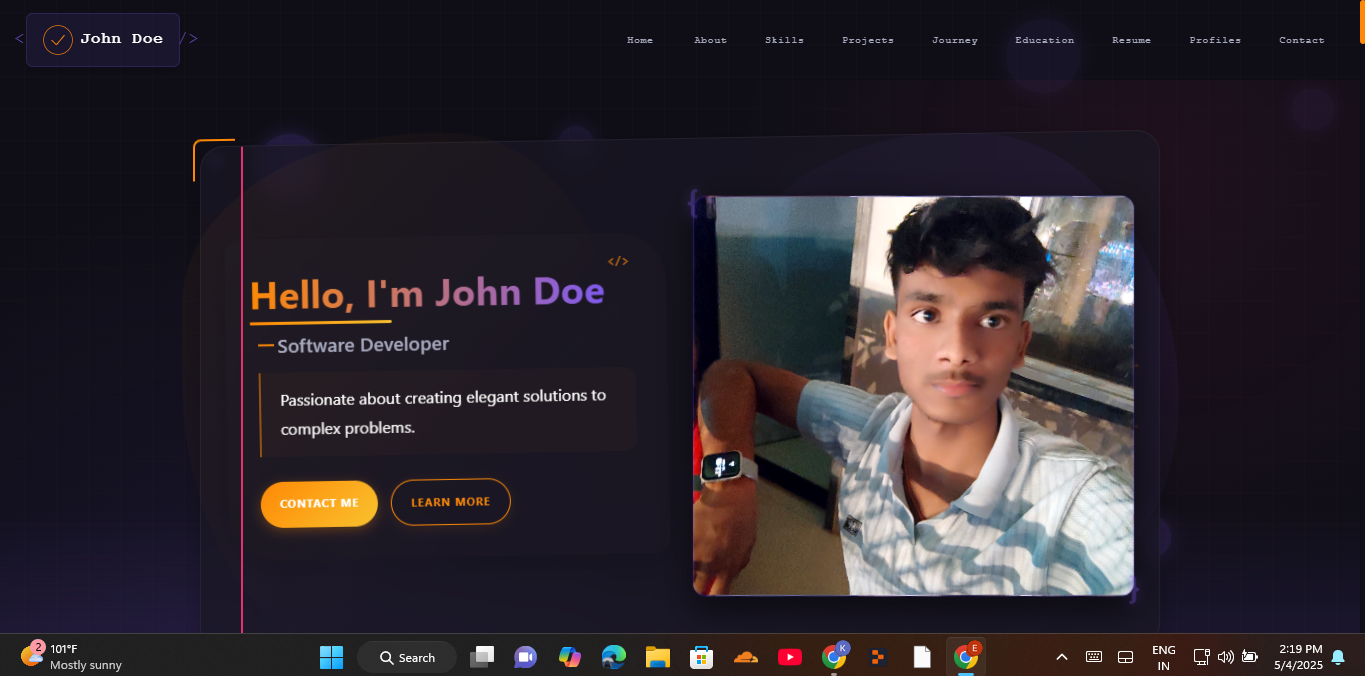 < John Doe />
Home About Skills Projects Journey Education Resume Profiles Contact
</>
Hello, I'm John Doe
Software Developer
Passionate about creating elegant solutions to
complex problems.
CONTACT ME LEARN MORE
{
}
2
101°F
Mostly sunny
Search
K
E
ENG
IN
2:19 PM
5/4/2025